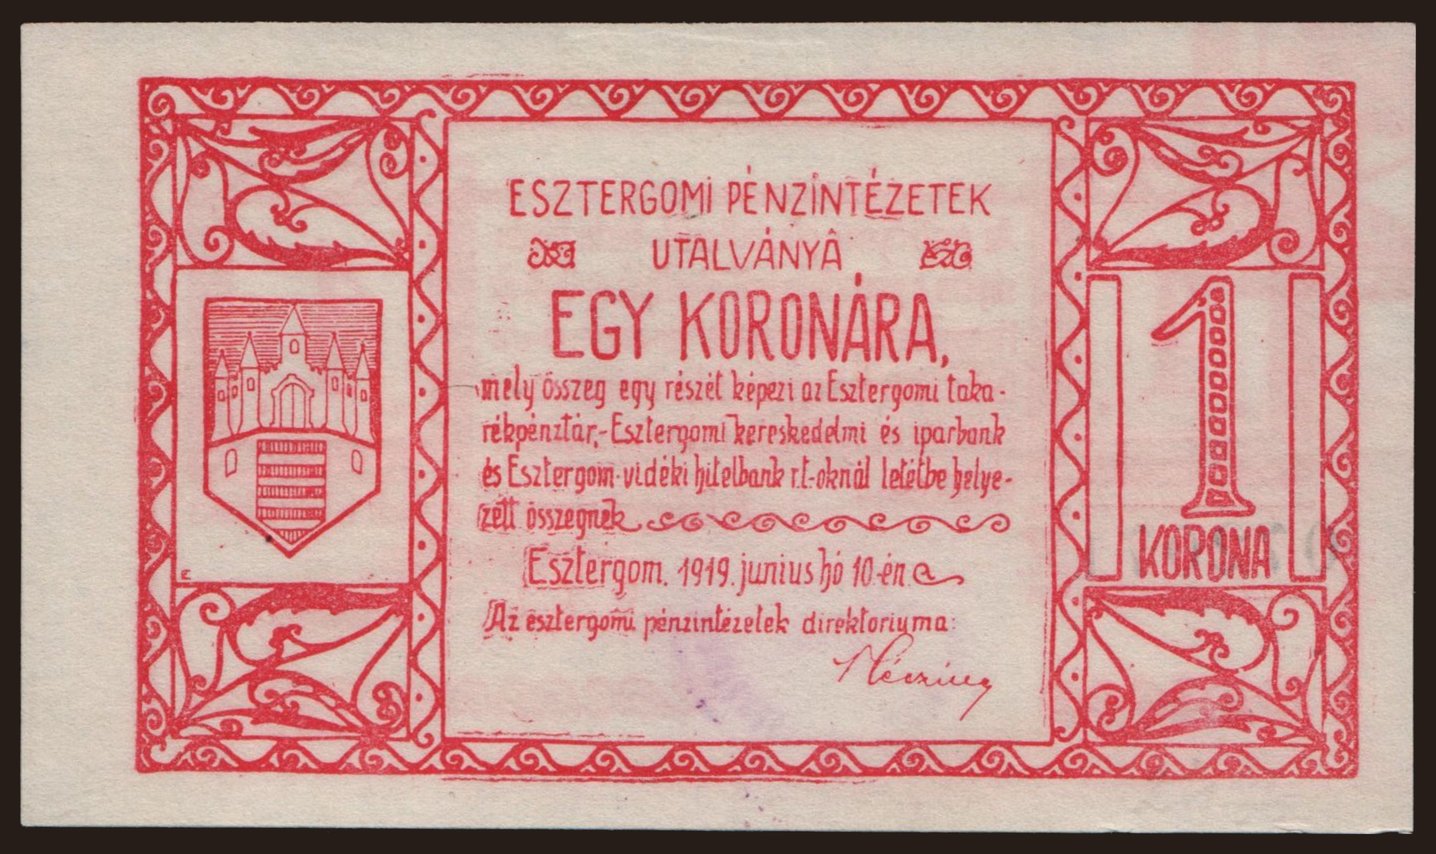 ESZTERGOMI PÉNZINTÉZETEK
UTALVÁNYA
EGY KORONÁRA,
mely összeg egy részét képezi az Esztergomi taka-
rékpénztár,-Esztergomi kereskedelmi és iparbank
és Esztergom-vidéki hitelbank r.t.-oknál letétbe helye-
zett összegnek
Esztergom. 1919. junius hó 10-én
Az esztergomi pénzintézetek direktoriuma:
1
KORONA
E